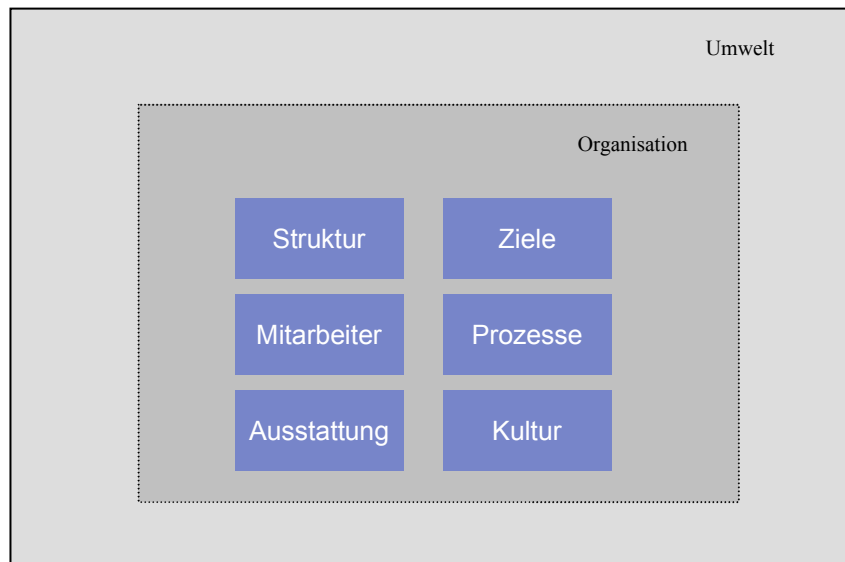 Umwelt
Organisation
Struktur
Ziele
Mitarbeiter
Prozesse
Ausstattung
Kultur